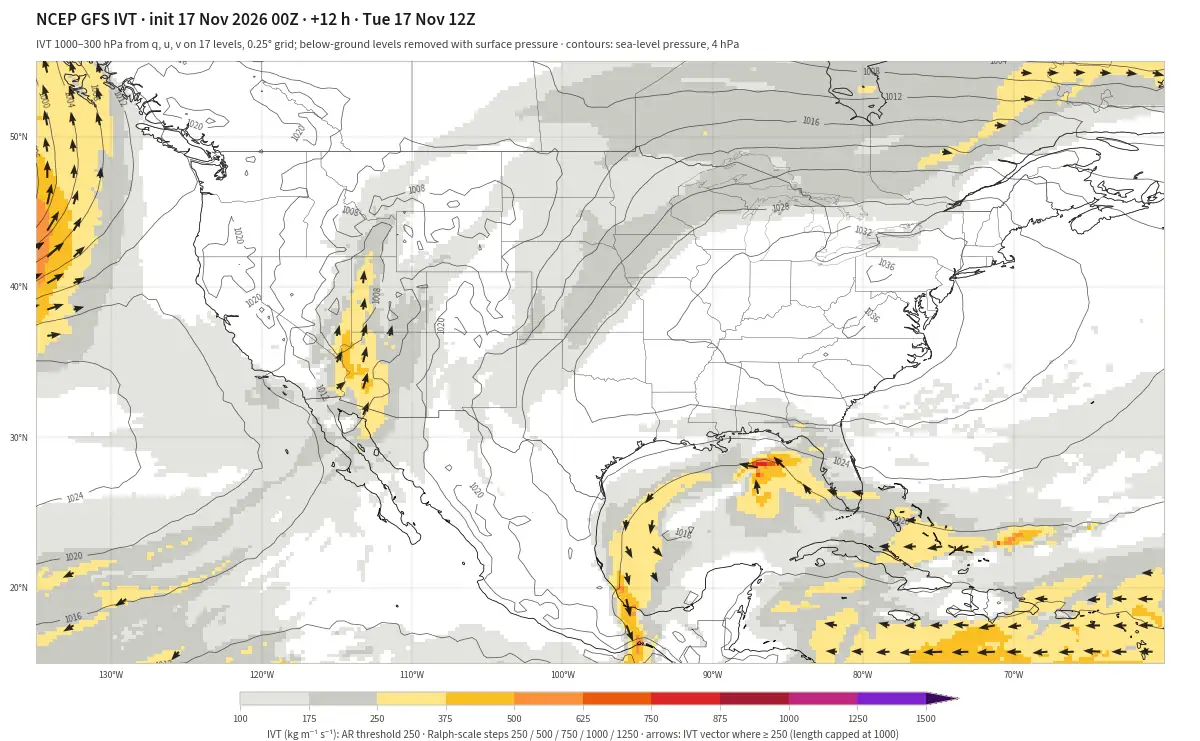 NCEP GFS IVT · init 17 Nov 2026 00Z · +12 h · Tue 17 Nov 12Z
IVT 1000–300 hPa from q, u, v on 17 levels, 0.25° grid; below-ground levels removed with surface pressure · contours: sea-level pressure, 4 hPa
1008
1012
1016
1020
1020
50°N
1008
1008
1028
1020
1032
1036
40°N
1020
1008
1020
1036
30°N
1024
1020
1024
1016
1020
20°N
1016
130°W 120°W 110°W 100°W 90°W 80°W 70°W
100 175 250 375 500 625 750 875 1000 1250 1500
IVT (kg m⁻¹ s⁻¹): AR threshold 250 · Ralph-scale steps 250 / 500 / 750 / 1000 / 1250 · arrows: IVT vector where ≥ 250 (length capped at 1000)